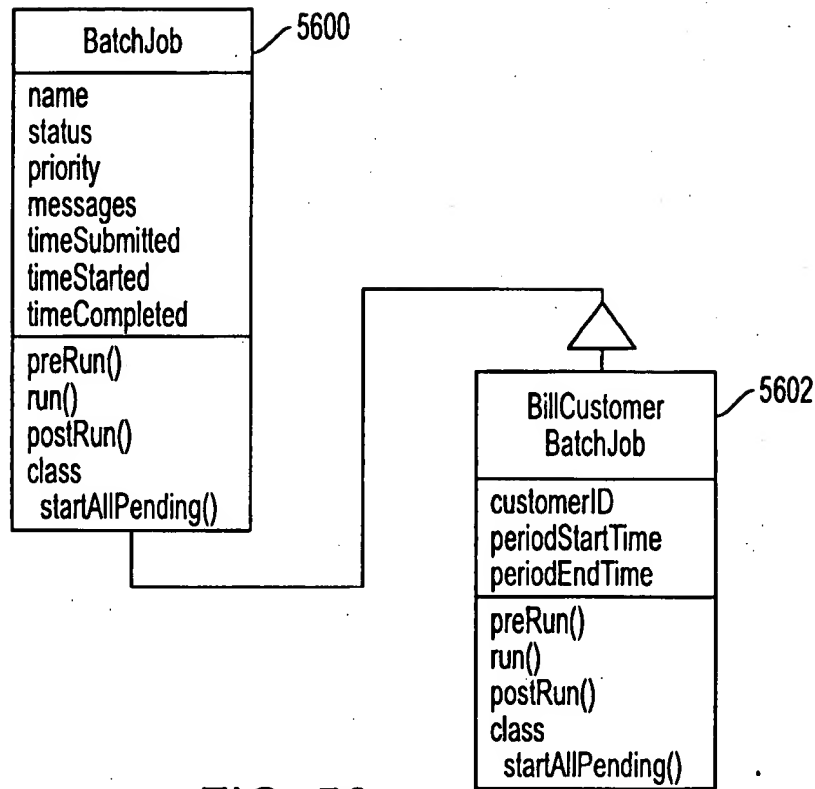 BatchJob
5600
name
status
priority
messages
timeSubmitted
timeStarted
timeCompleted
preRun()
run()
postRun()
class
startAllPending()
BillCustomer
BatchJob
5602
customerID
periodStartTime
periodEndTime
preRun()
run()
postRun()
class
startAllPending()